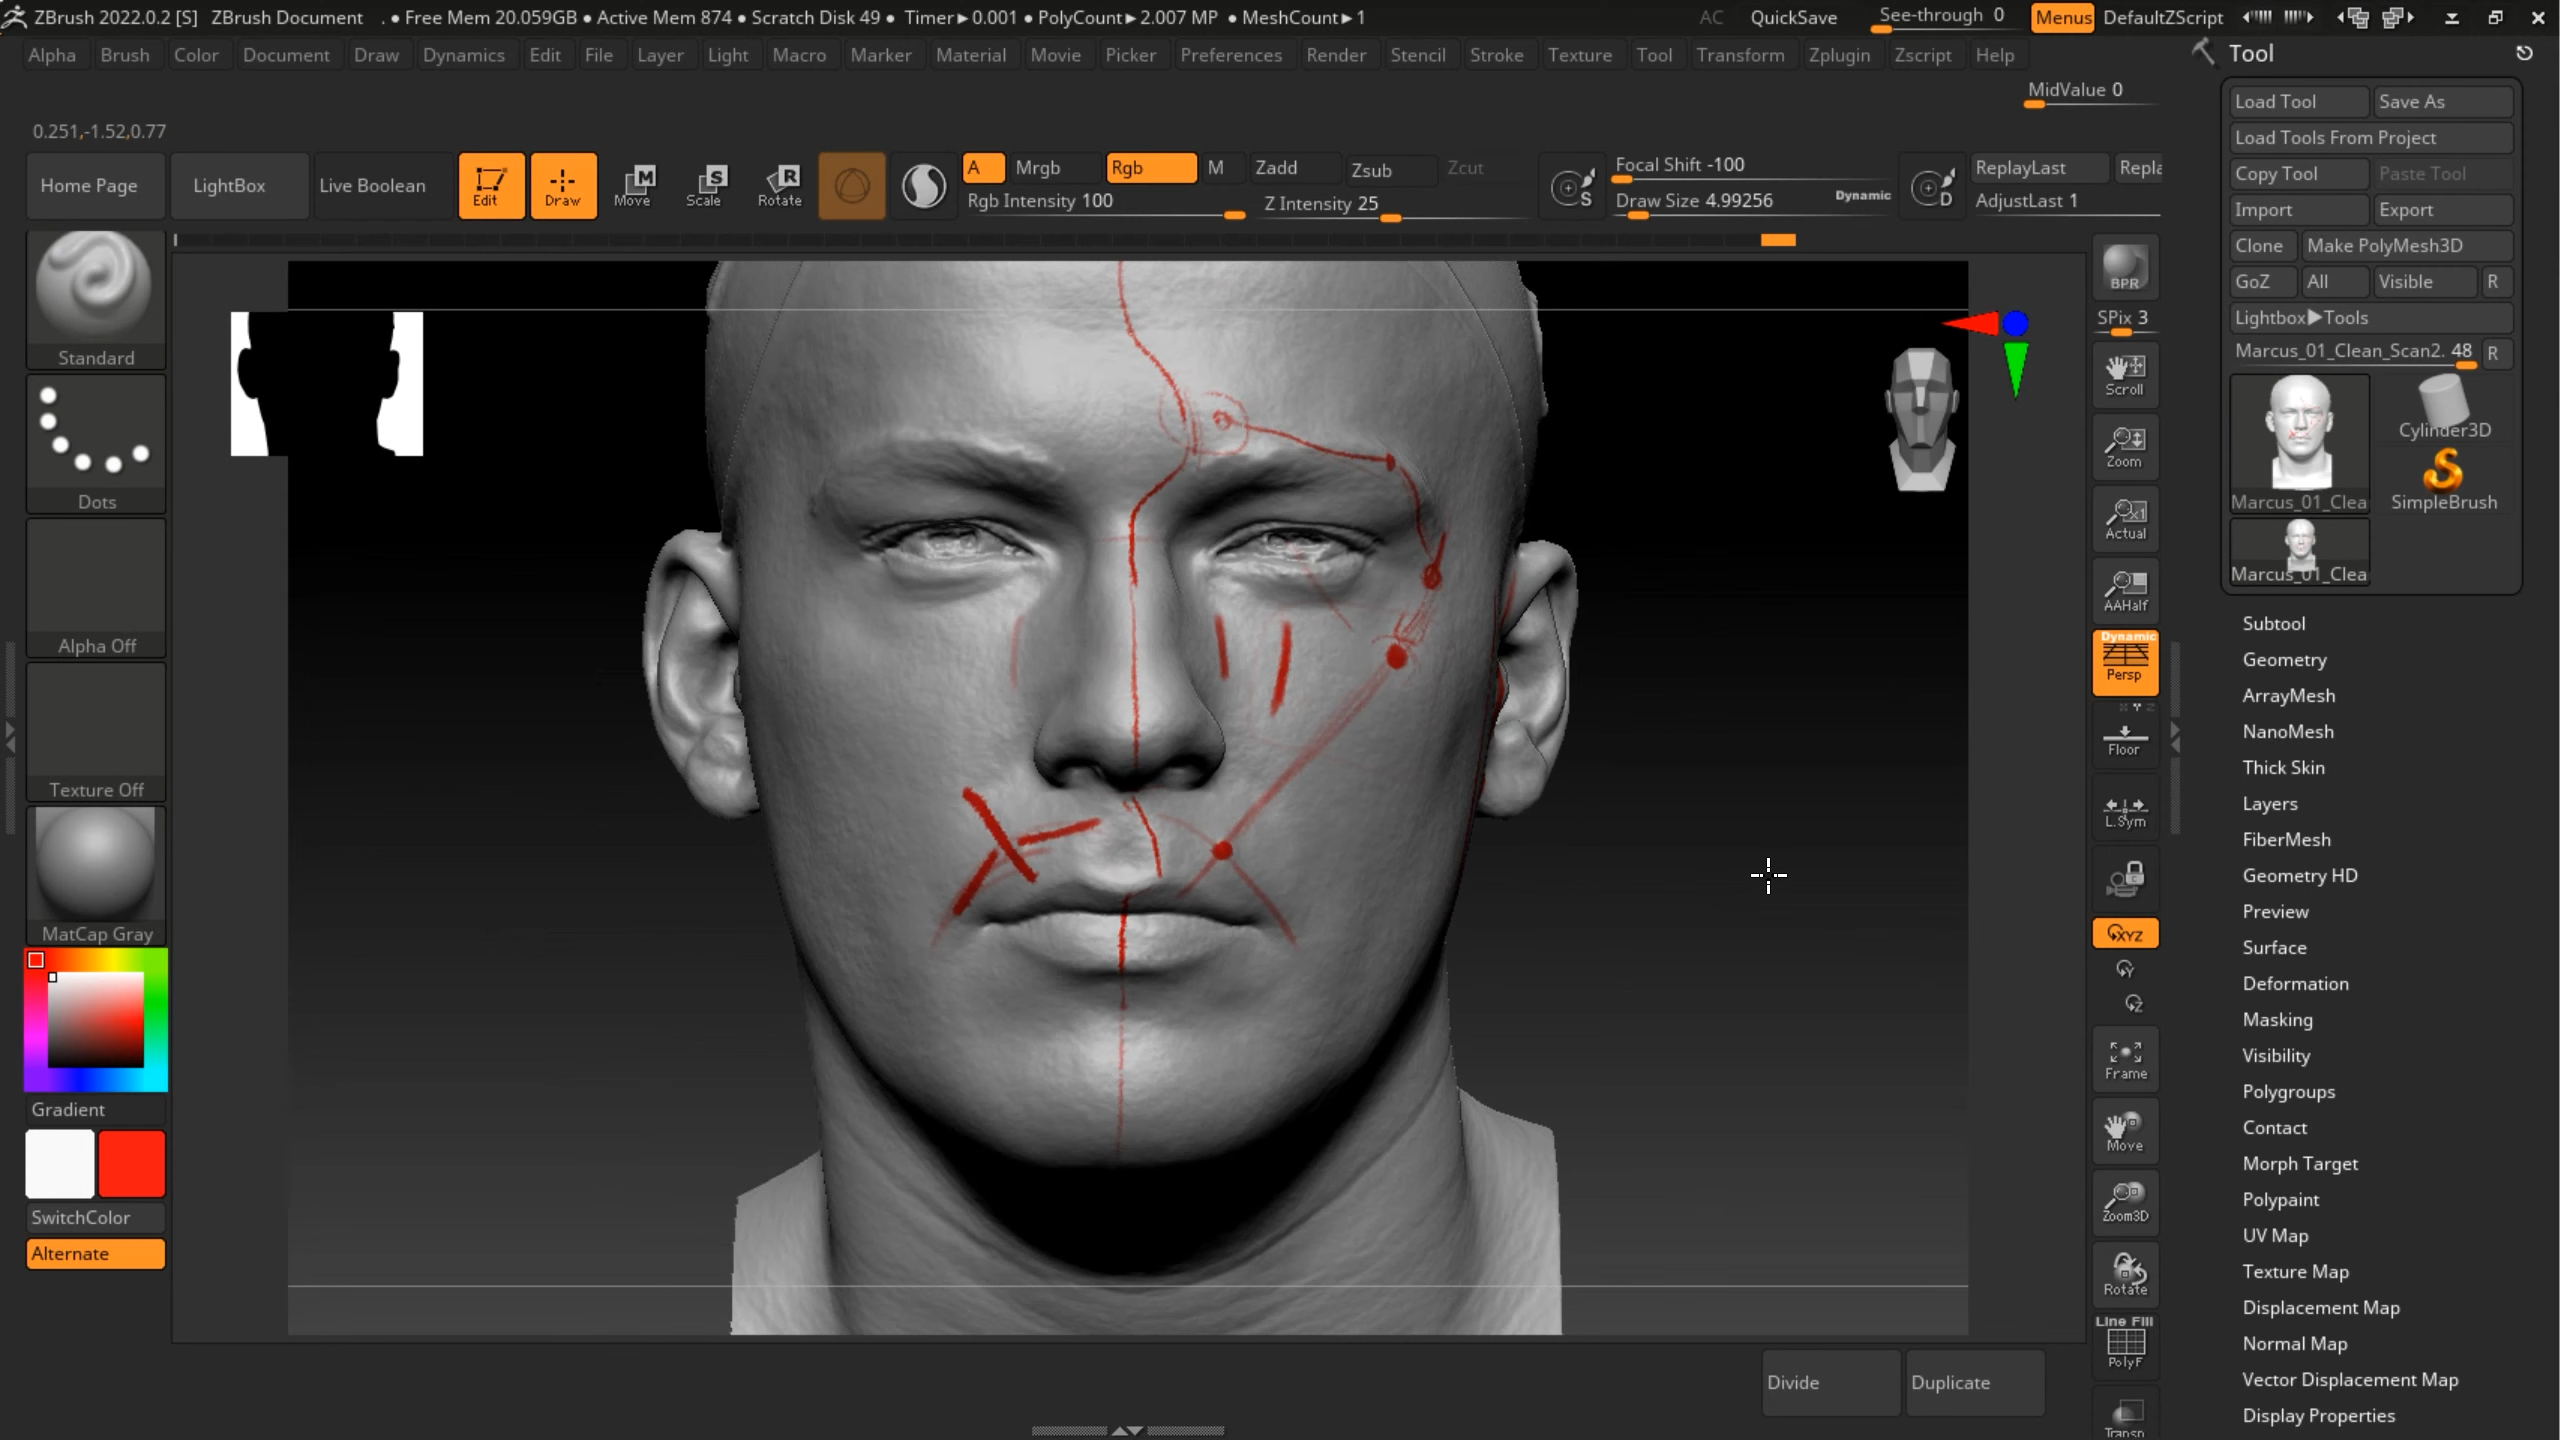 ZBrush 2022.0.2 [S] ZBrush Document . ● Free Mem 20.059GB ● Active Mem 874 ● Scratch Disk 49 ● Timer▶0.001 ● PolyCount▶2.007 MP ● MeshCount▶1 AC QuickSave See-through 0 Menus DefaultZScript
Alpha Brush Color Document Draw Dynamics Edit File Layer Light Macro Marker Material Movie Picker Preferences Render Stencil Stroke Texture Tool Transform Zplugin Zscript Help
MidValue 0
0.251,-1.52,0.77
Home Page LightBox Live Boolean Edit Draw Move Scale Rotate
A Mrgb Rgb M Zadd Zsub Zcut
Rgb Intensity 100 Z Intensity 25
Focal Shift -100
Draw Size 4.99256 Dynamic
S
D
ReplayLast Repla
AdjustLast 1
Standard
Dots
Alpha Off
Texture Off
MatCap Gray
Gradient
SwitchColor
Alternate
BPR
SPix 3
Scroll
Zoom
Actual
AAHalf
Dynamic
Persp
Floor
L.Sym
XYZ
Y
Z
Frame
Move
Zoom3D
Rotate
Line Fill
PolyF
Transp
Divide Duplicate
Tool
Load Tool Save As
Load Tools From Project
Copy Tool Paste Tool
Import Export
Clone Make PolyMesh3D
GoZ All Visible R
Lightbox▶Tools
Marcus_01_Clean_Scan2. 48 R
Marcus_01_Clea Cylinder3D
SimpleBrush
Marcus_01_Clea
Subtool
Geometry
ArrayMesh
NanoMesh
Thick Skin
Layers
FiberMesh
Geometry HD
Preview
Surface
Deformation
Masking
Visibility
Polygroups
Contact
Morph Target
Polypaint
UV Map
Texture Map
Displacement Map
Normal Map
Vector Displacement Map
Display Properties